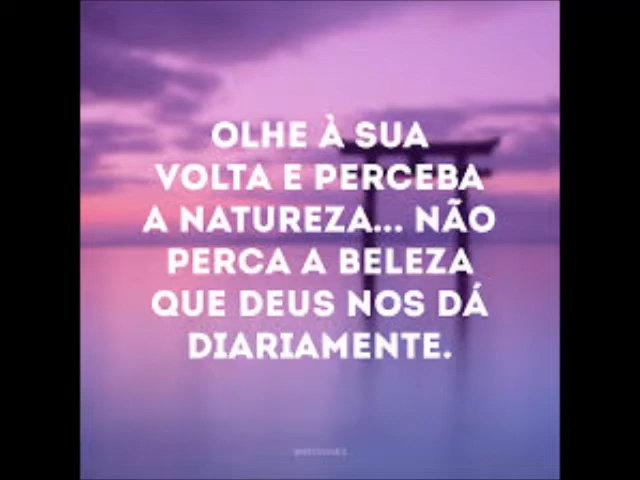 OLHE À SUA
VOLTA E PERCEBA
A NATUREZA... NÃO
PERCA A BELEZA
QUE DEUS NOS DÁ
DIARIAMENTE.